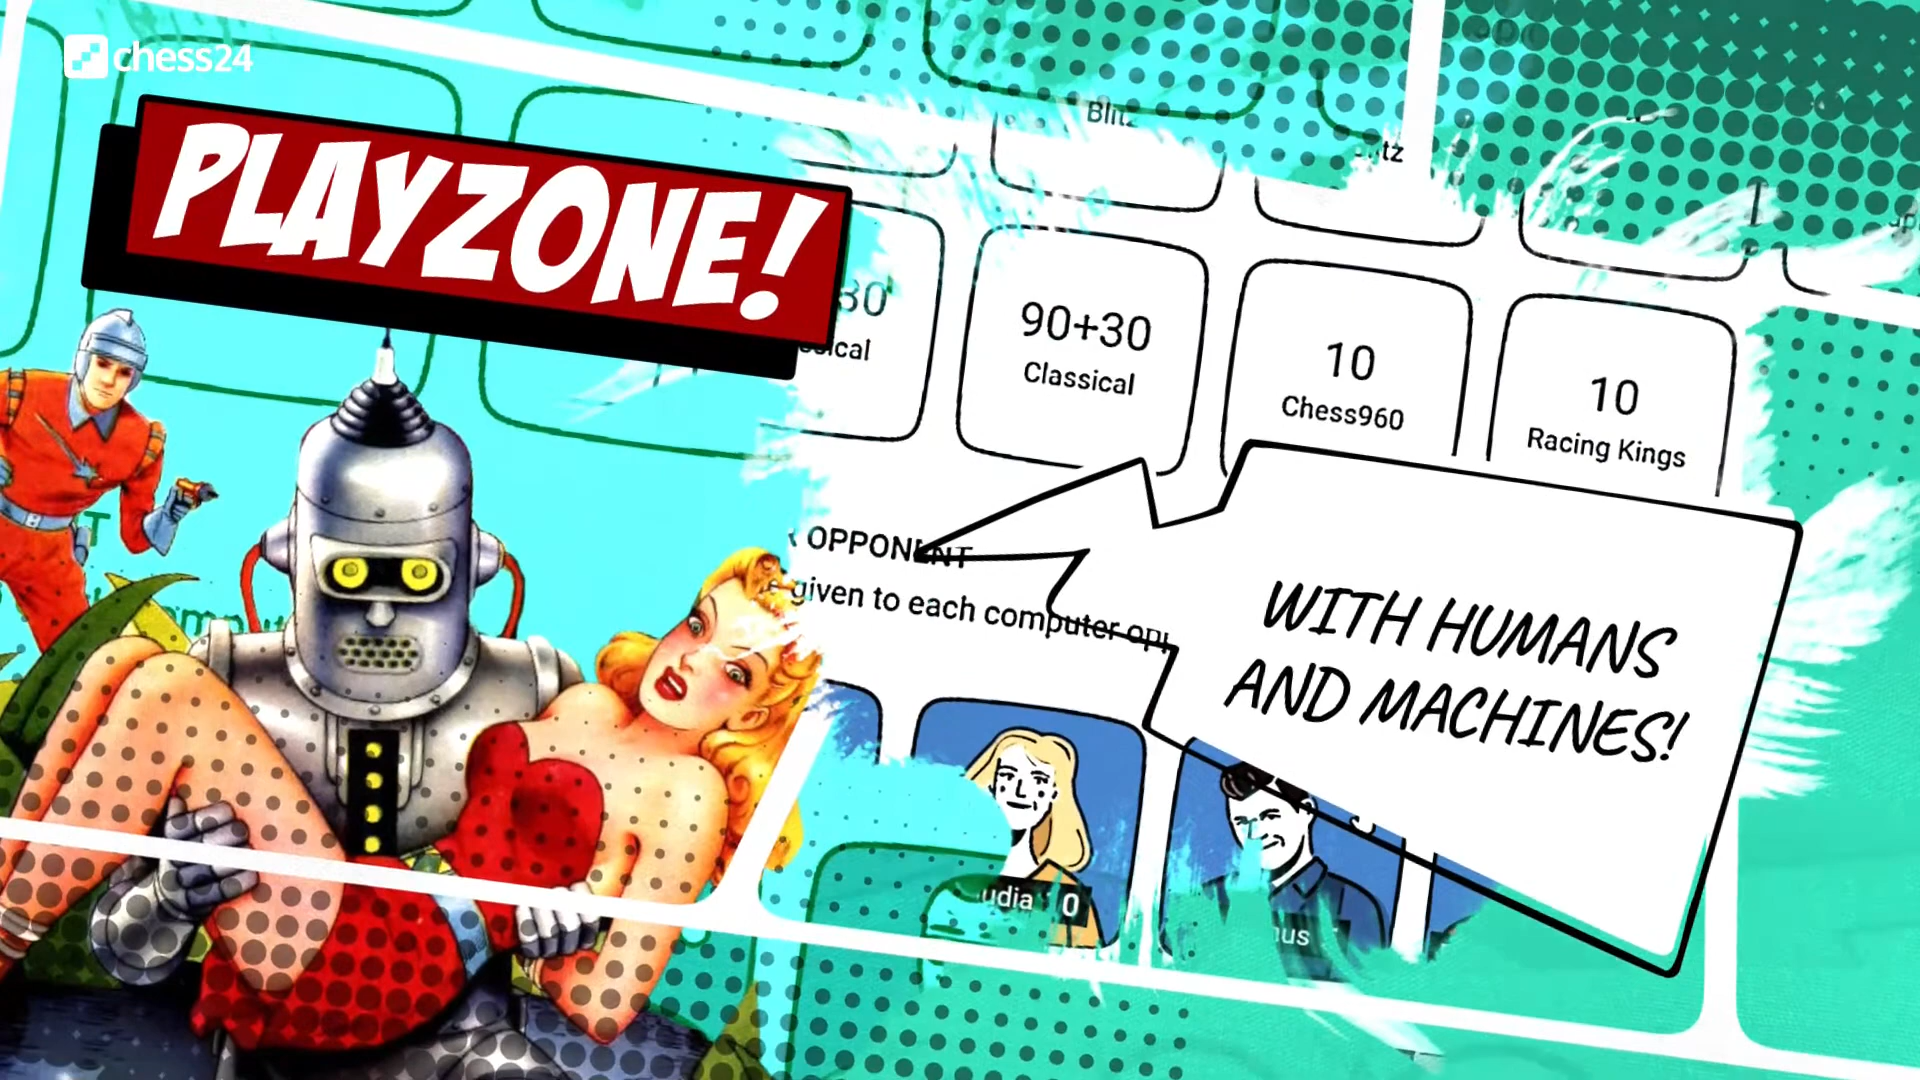 chess24
PLAYZONE!
Blitz
90+30
Classical
10
Chess960
10
Racing Kings
OPPONENT
given to each computer
WITH HUMANS
AND MACHINES!
0